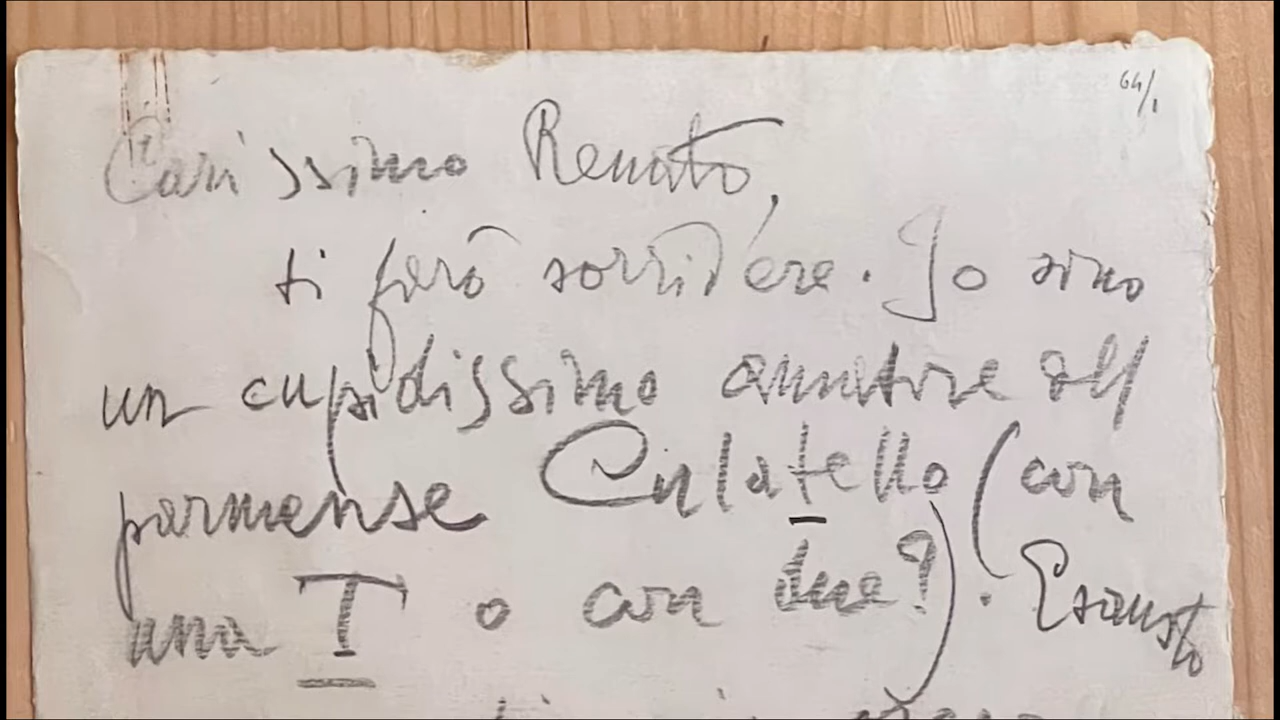 64/1
Carissimo Renato,
ti farò sorridere. Io sono
un cupidissimo amatore del
parmense Culatello (con
una T o con due?). Esausto